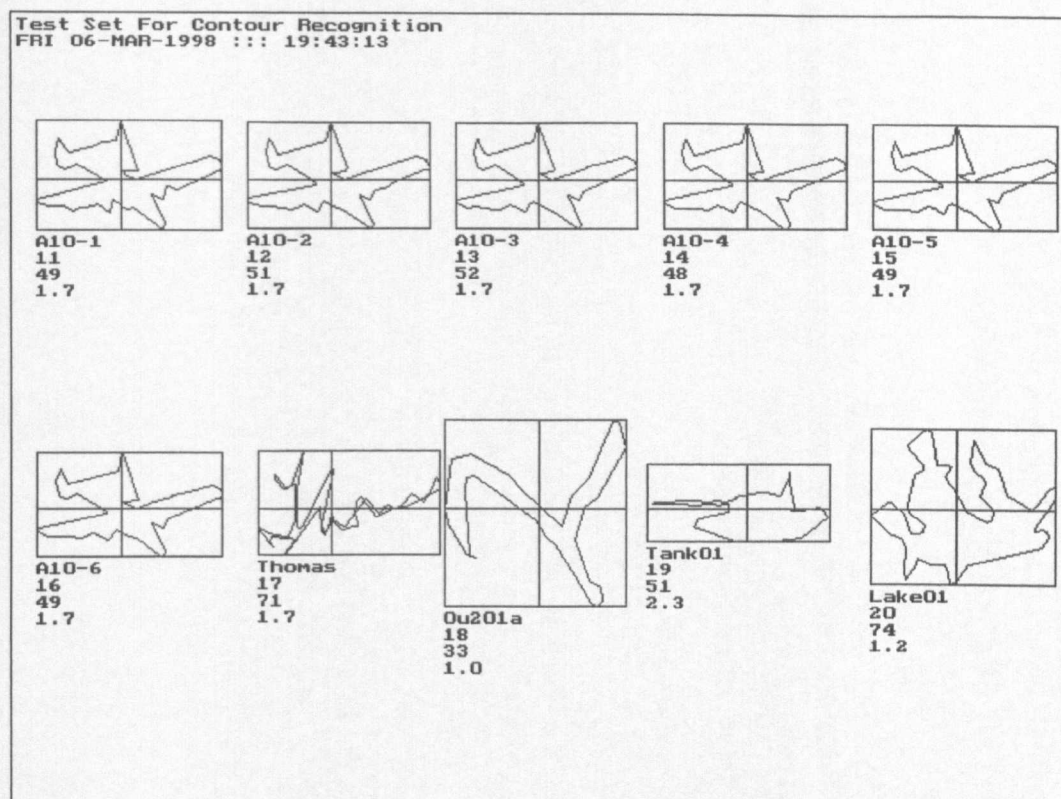 Test Set For Contour Recognition
FRI 06-MAR-1998 ::: 19:43:13
A10-1
11
49
1.7
A10-2
12
51
1.7
A10-3
13
52
1.7
A10-4
14
48
1.7
A10-5
15
49
1.7
A10-6
16
49
1.7
Thomas
17
71
1.7
Ou201a
18
33
1.0
Tank01
19
51
2.3
Lake01
20
74
1.2